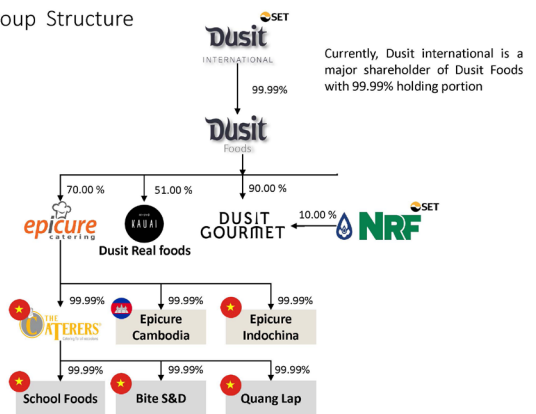 oup Structure
SET
Dusit
INTERNATIONAL
Currently, Dusit international is a
major shareholder of Dusit Foods
with 99.99% holding portion
99.99%
Dusit
Foods
70.00 %
51.00 %
90.00 %
epicure
catering
KAUAI
Dusit Real foods
DUSIT
GOURMET
10.00 %
NRF
SET
99.99%
99.99%
99.99%
THE
CATERERS
Epicure
Cambodia
Epicure
Indochina
99.99%
99.99%
99.99%
School Foods
Bite S&D
Quang Lap